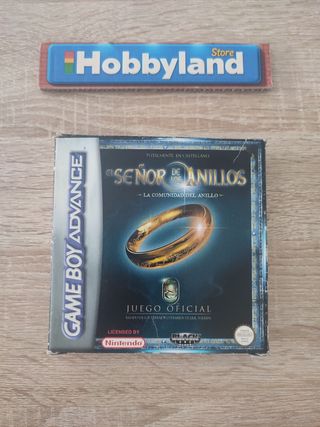 Store
Hobbyland
GAME BOY ADVANCE
TOTALMENTE EN CASTELLANO
EL SEÑOR DE LOS ANILLOS
LA COMUNIDAD DEL ANILLO
JUEGO OFICIAL
LICENSED BY
Nintendo
BLACK